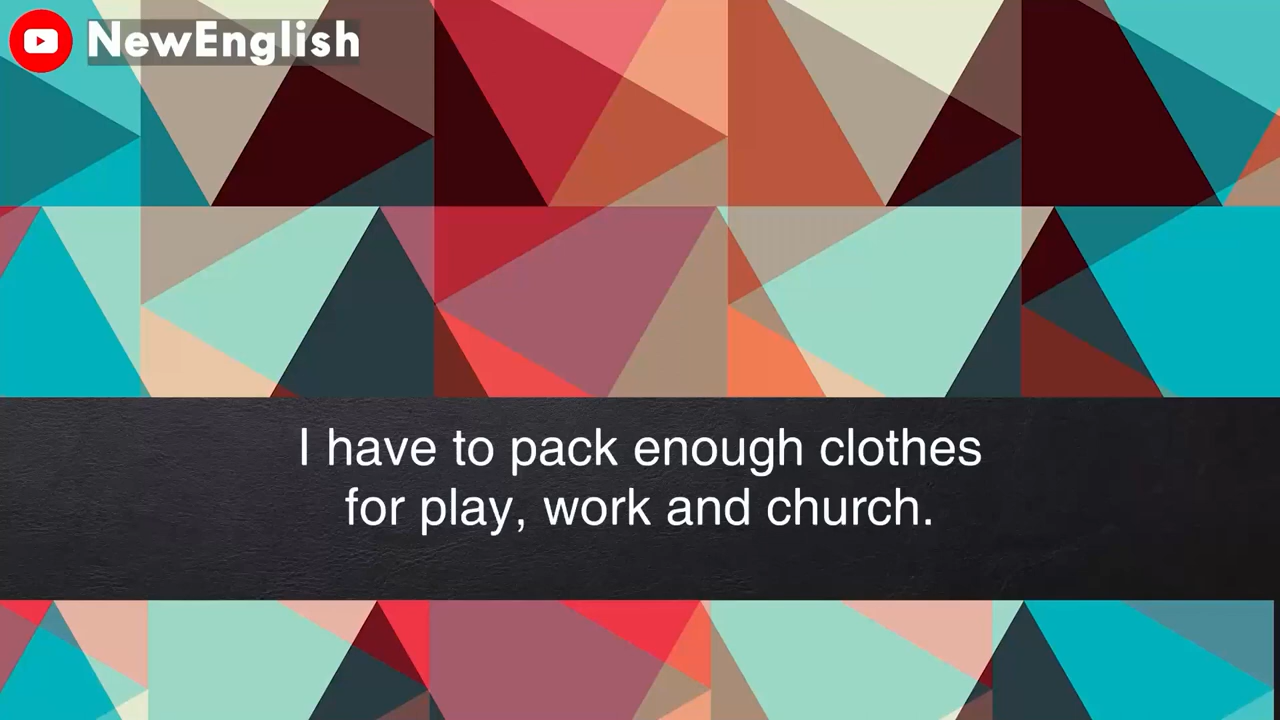 NewEnglish
I have to pack enough clothes
for play, work and church.